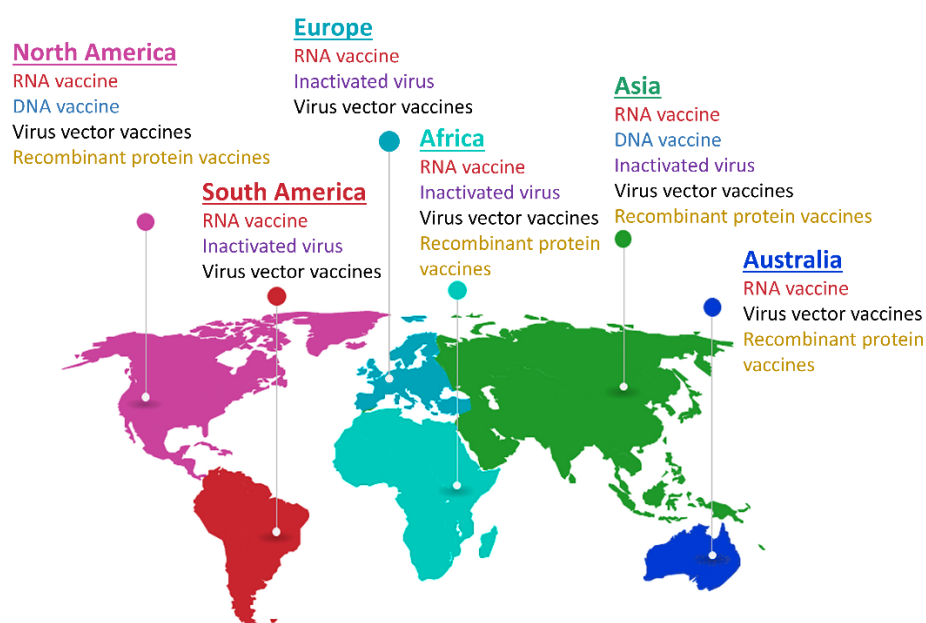 North America
RNA vaccine
DNA vaccine
Virus vector vaccines
Recombinant protein vaccines
Europe
RNA vaccine
Inactivated virus
Virus vector vaccines
South America
RNA vaccine
Inactivated virus
Virus vector vaccines
Africa
RNA vaccine
Inactivated virus
Virus vector vaccines
Recombinant protein
vaccines
Asia
RNA vaccine
DNA vaccine
Inactivated virus
Virus vector vaccines
Recombinant protein vaccines
Australia
RNA vaccine
Virus vector vaccines
Recombinant protein
vaccines